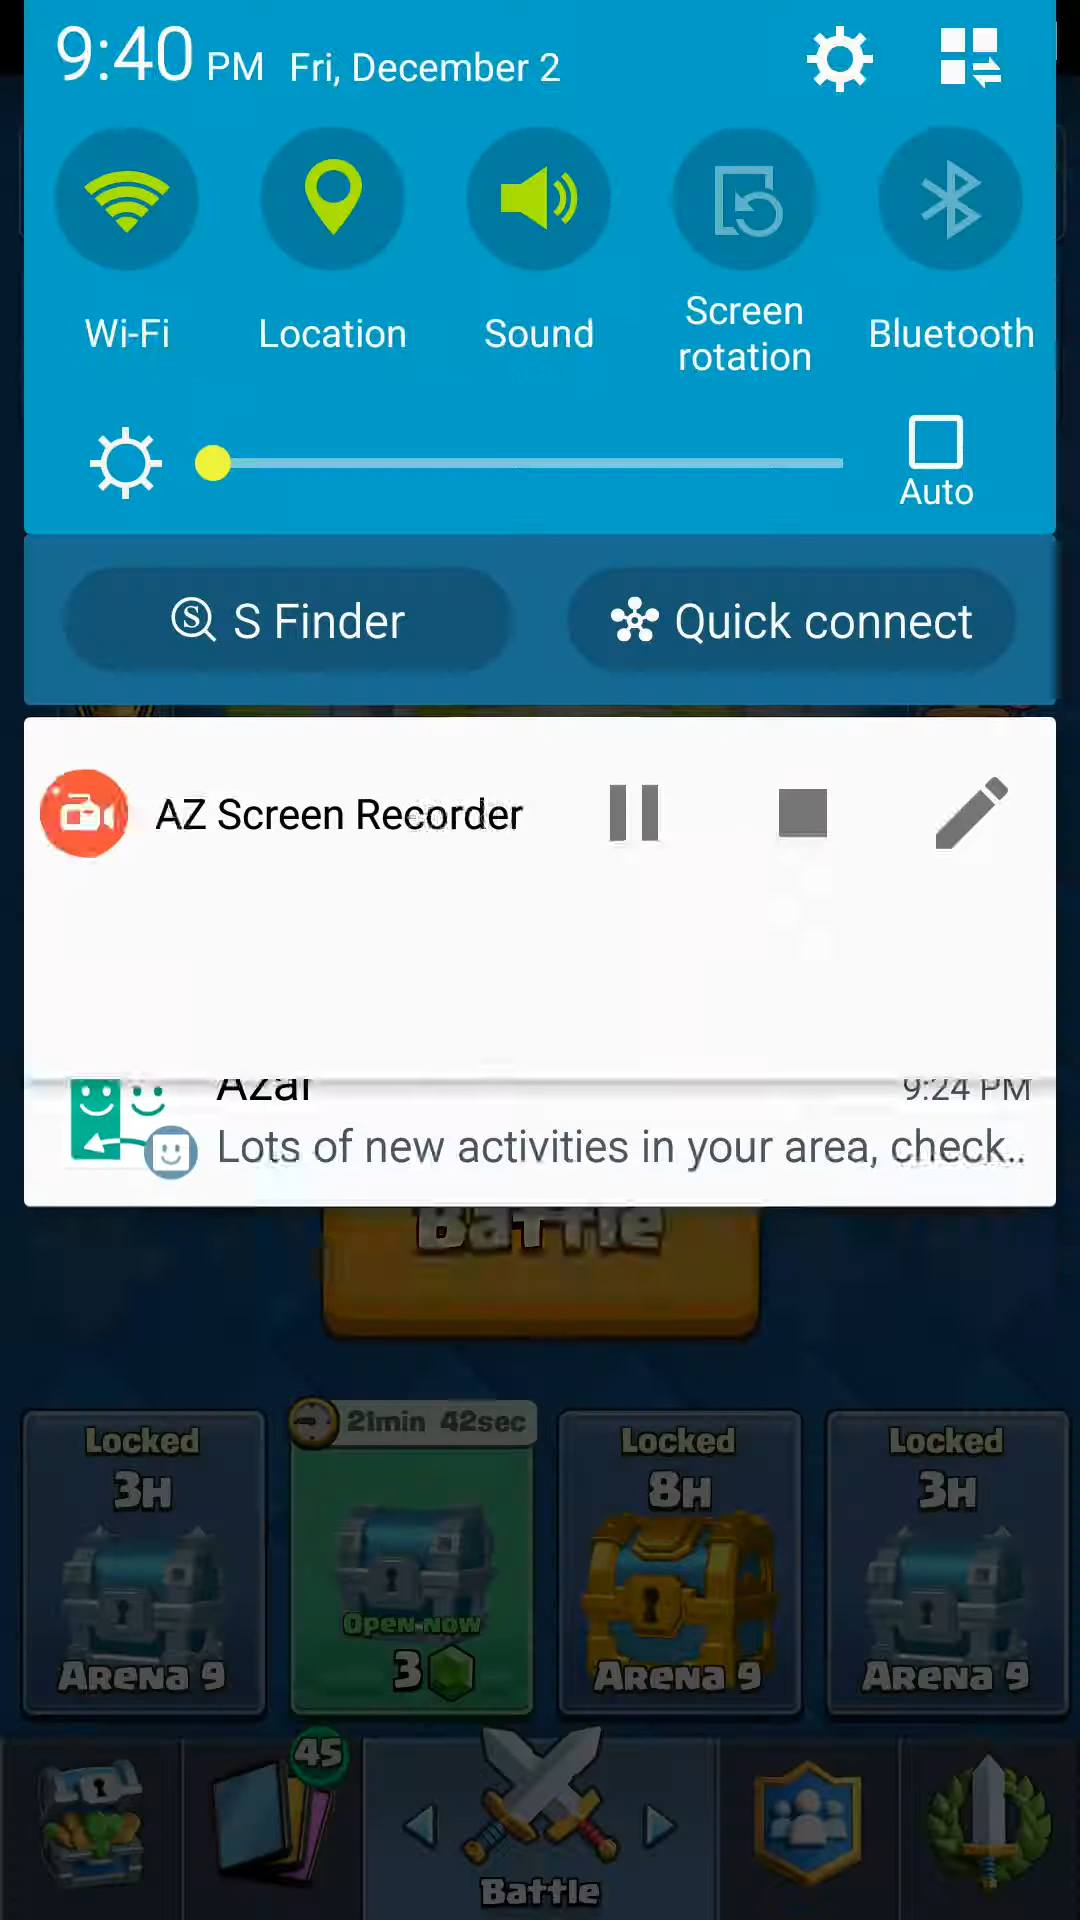 9:40 PM Fri, December 2
Wi-Fi
Location
Sound
Screen
rotation
Bluetooth
Auto
S Finder
Quick connect
AZ Screen Recorder
Azar
9:24 PM
Lots of new activities in your area, check..
Battle
Locked
3H
Arena 9
21min 42sec
Open now
3
Locked
8H
Arena 9
Locked
3H
Arena 9
45
Battle